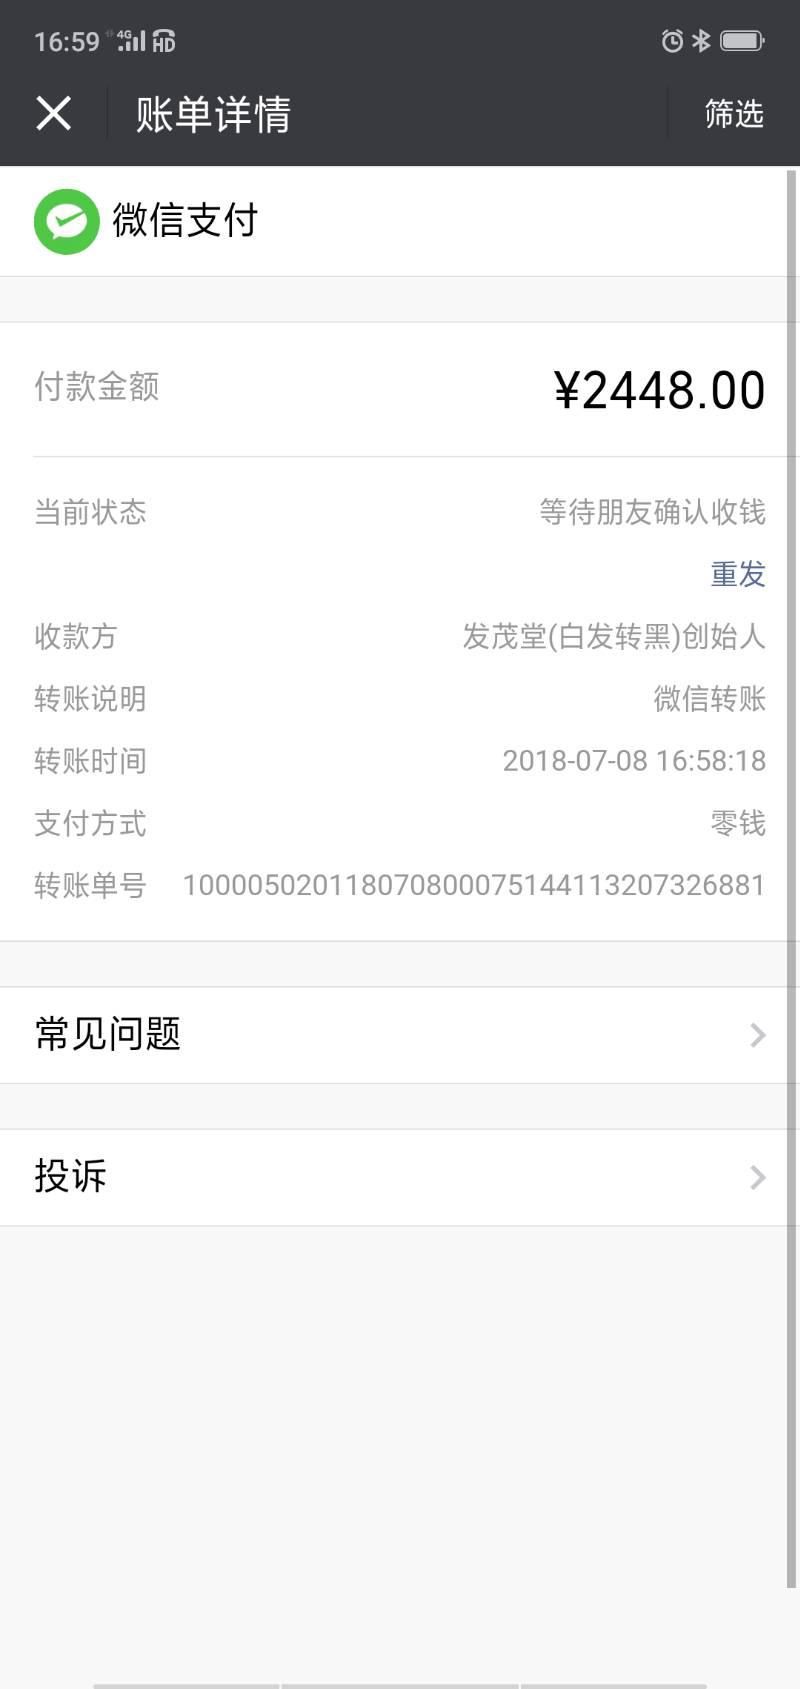 16:59 4G HD
账单详情 筛选
微信支付
付款金额 ¥2448.00
当前状态 等待朋友确认收钱
重发
收款方 发茂堂(白发转黑)创始人
转账说明 微信转账
转账时间 2018-07-08 16:58:18
支付方式 零钱
转账单号 100005020118070800075144113207326881
常见问题
投诉